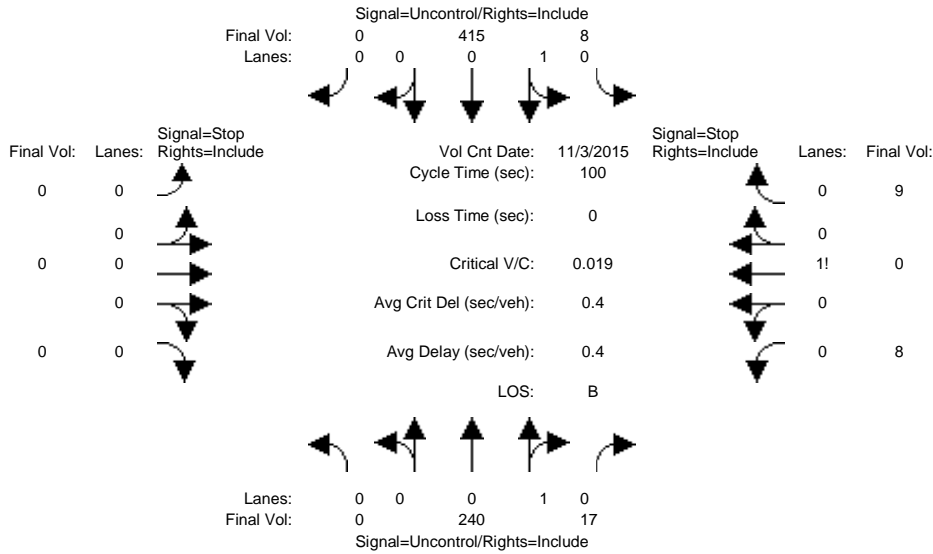 Signal=Uncontrol/Rights=Include
Final Vol: 0 415 8
Lanes: 0 0 0 1 0
Signal=Stop
Final Vol: Lanes: Rights=Include
Vol Cnt Date: 11/3/2015
Signal=Stop
Rights=Include Lanes: Final Vol:
Cycle Time (sec): 100
0 0
0 9
Loss Time (sec): 0
0
0
0 0
Critical V/C: 0.019
1! 0
0
Avg Crit Del (sec/veh): 0.4
0
0 0
Avg Delay (sec/veh): 0.4
0 8
LOS: B
Lanes: 0 0 0 1 0
Final Vol: 0 240 17
Signal=Uncontrol/Rights=Include